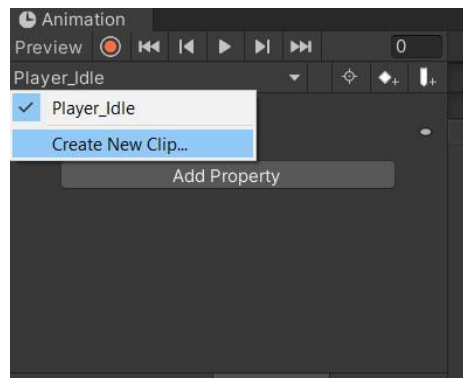 Animation
Preview 0
Player_Idle
Player_Idle
Create New Clip...
Add Property